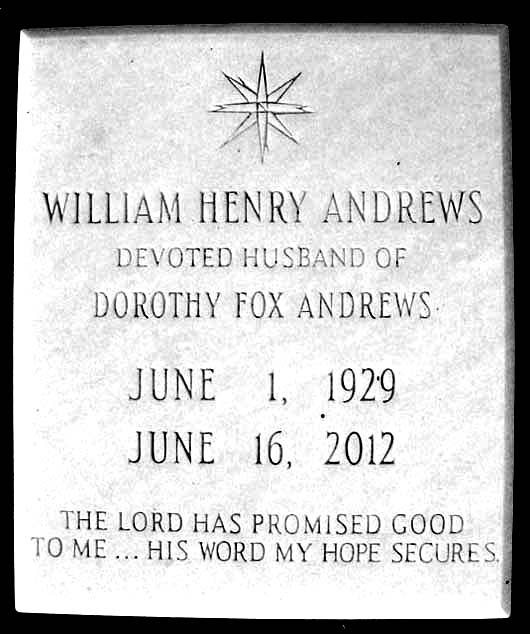 WILLIAM HENRY ANDREWS
DEVOTED HUSBAND OF
DOROTHY FOX ANDREWS
JUNE 1, 1929
JUNE 16, 2012
THE LORD HAS PROMISED GOOD
TO ME ... HIS WORD MY HOPE SECURES.